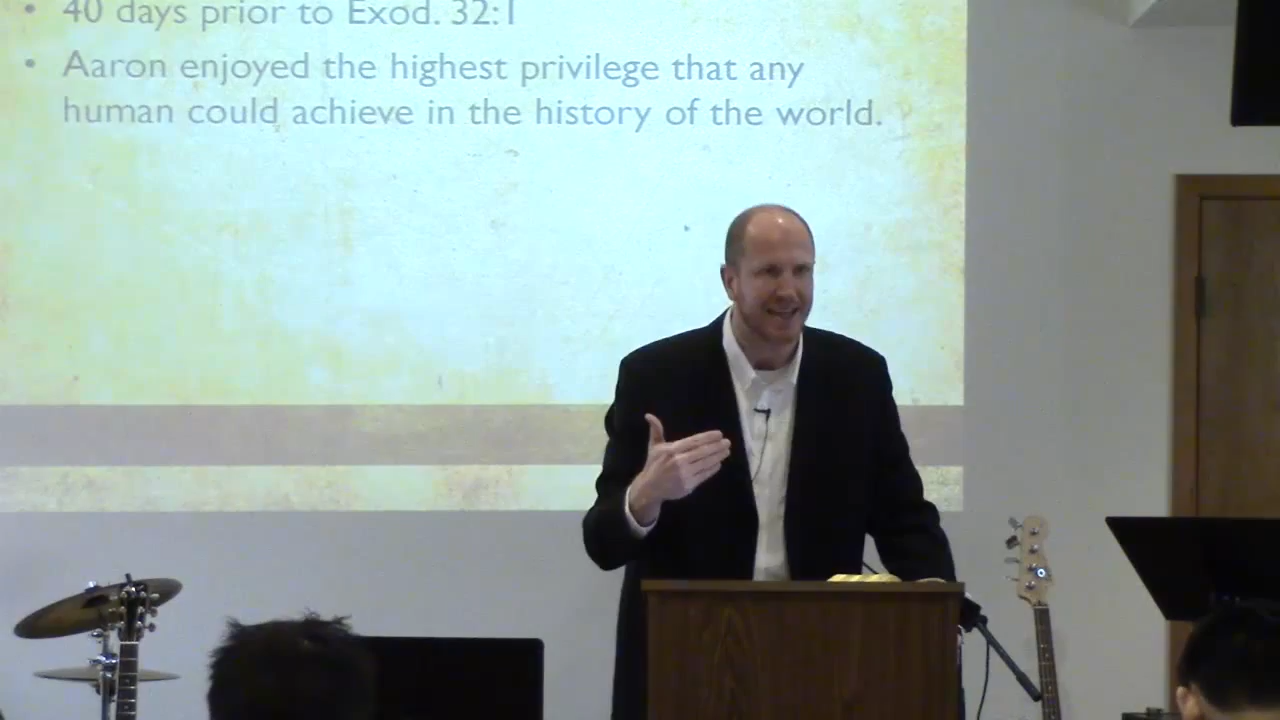 • 40 days prior to Exod. 32:1
• Aaron enjoyed the highest privilege that any
human could achieve in the history of the world.